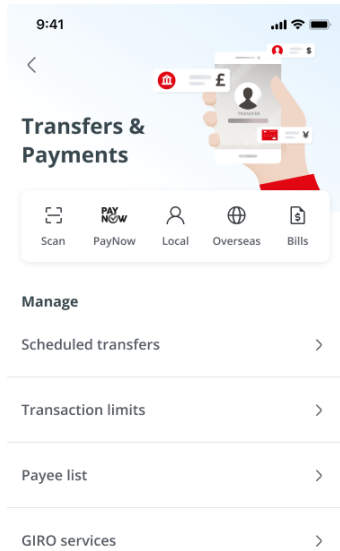 9:41
$
£
TRANSFER
¥
Transfers &
Payments
Scan
PAY
NOW
PayNow
Local
Overseas
$
Bills
Manage
Scheduled transfers
Transaction limits
Payee list
GIRO services